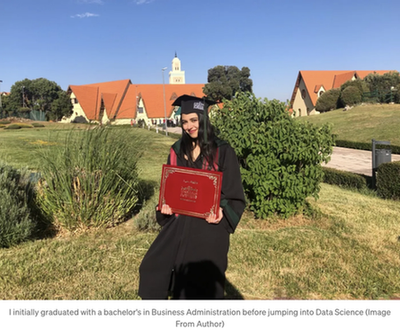 I initially graduated with a bachelor's in Business Administration before jumping into Data Science (Image
From Author)